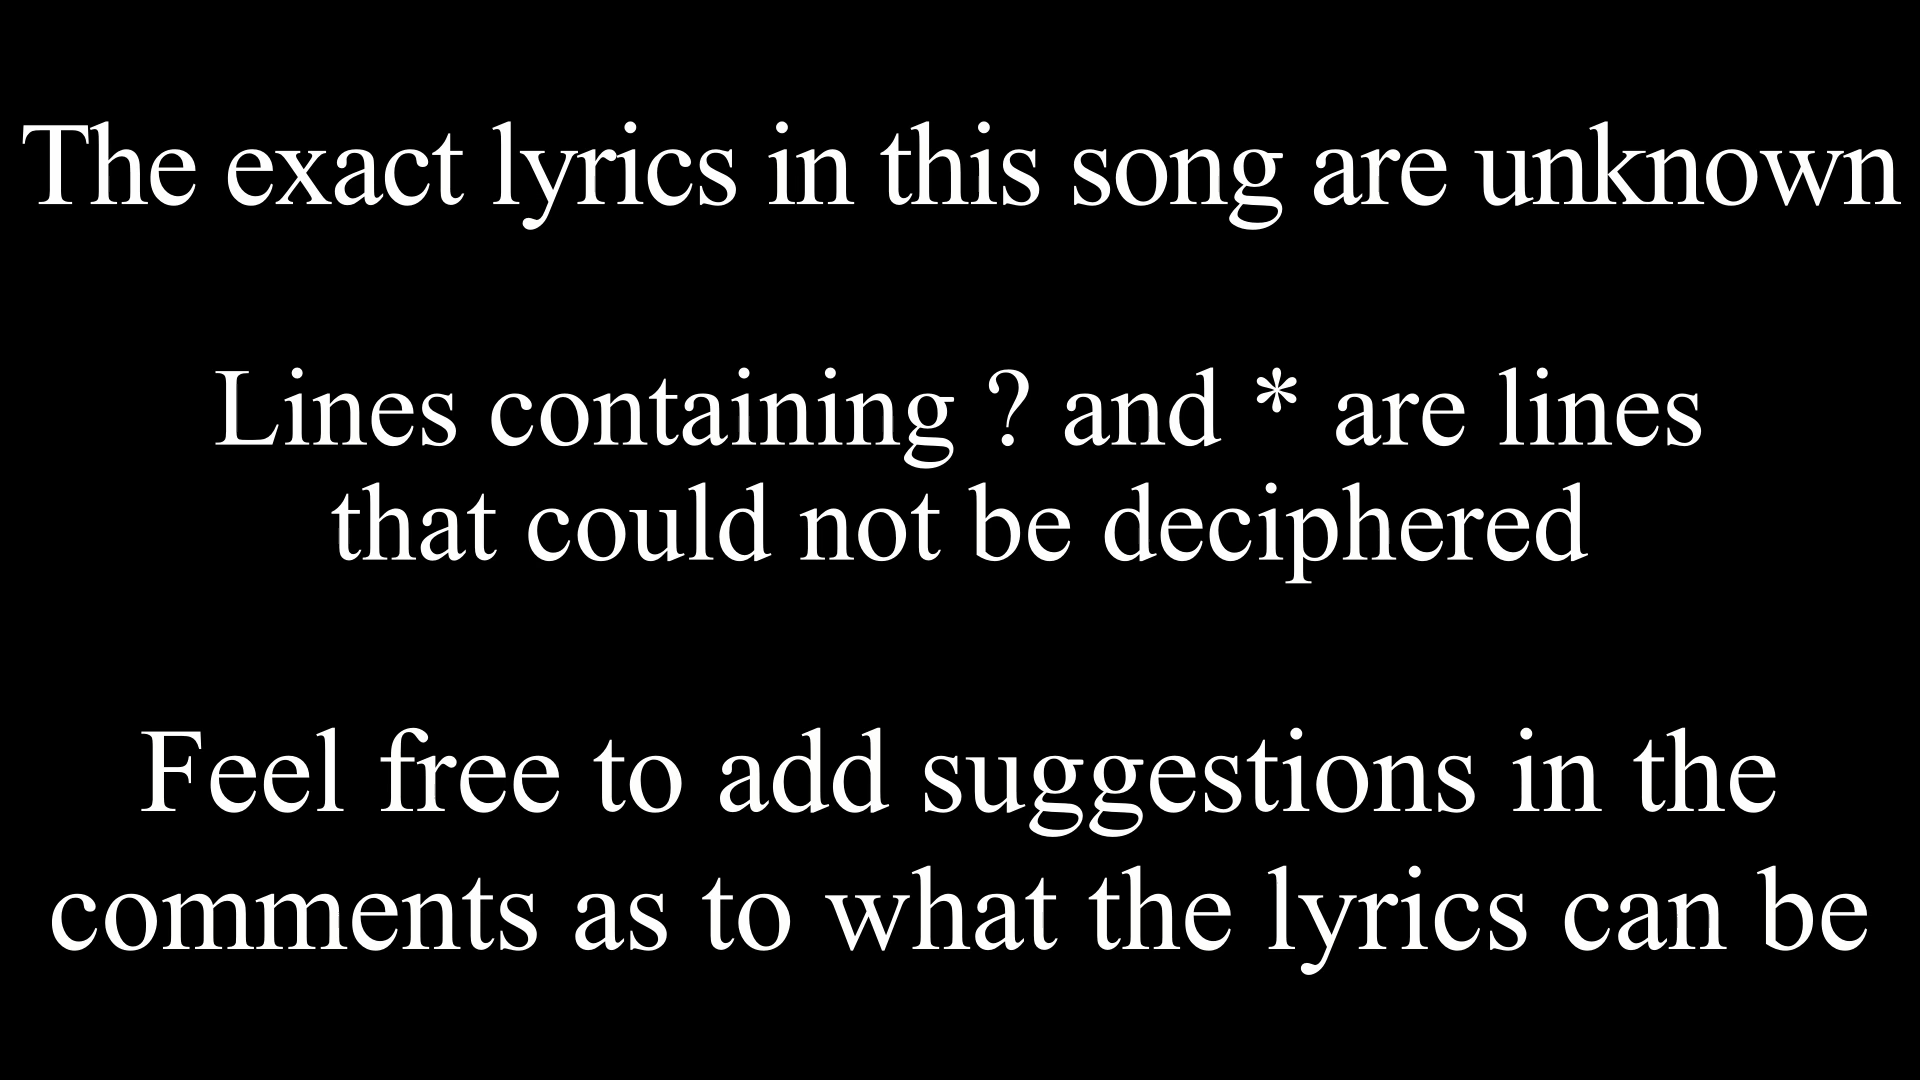 The exact lyrics in this song are unknown
Lines containing ? and * are lines
that could not be deciphered
Feel free to add suggestions in the
comments as to what the lyrics can be